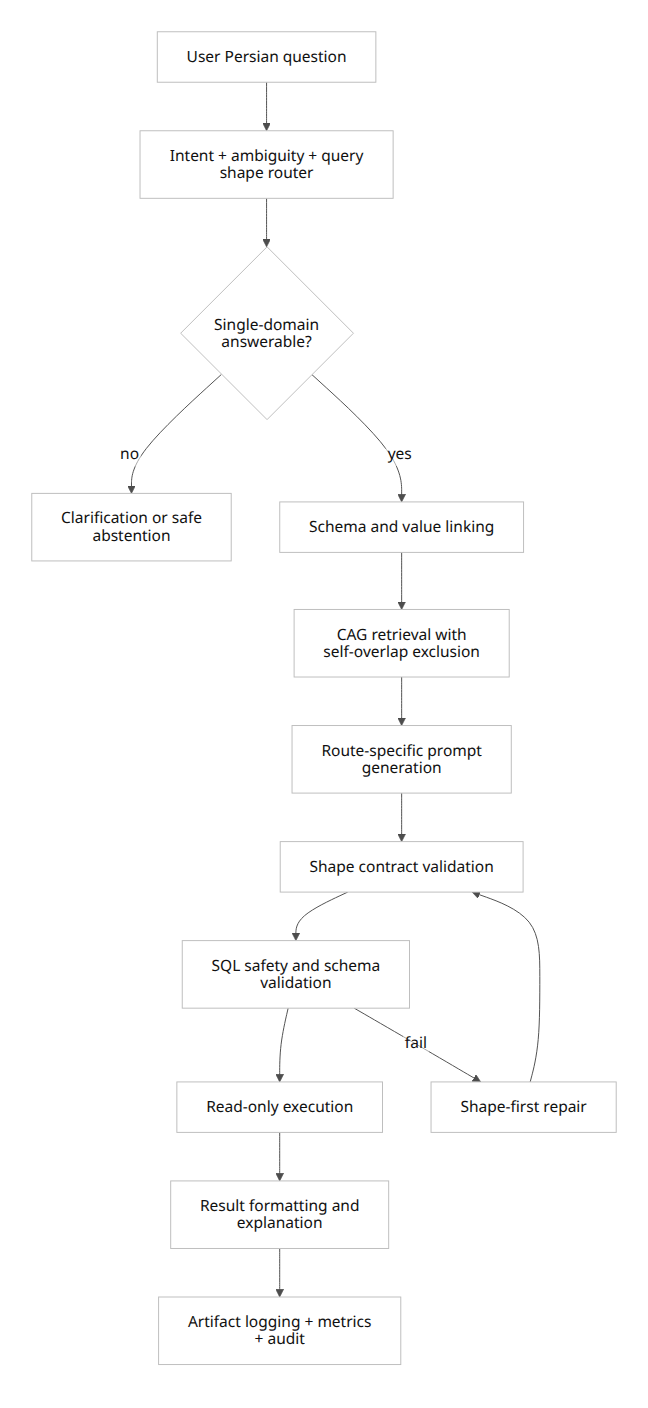 User Persian question
Intent + ambiguity + query
shape router
Single-domain
answerable?
no
yes
Clarification or safe
abstention
Schema and value linking
CAG retrieval with
self-overlap exclusion
Route-specific prompt
generation
Shape contract validation
SQL safety and schema
validation
fail
Read-only execution
Shape-first repair
Result formatting and
explanation
Artifact logging + metrics
+ audit